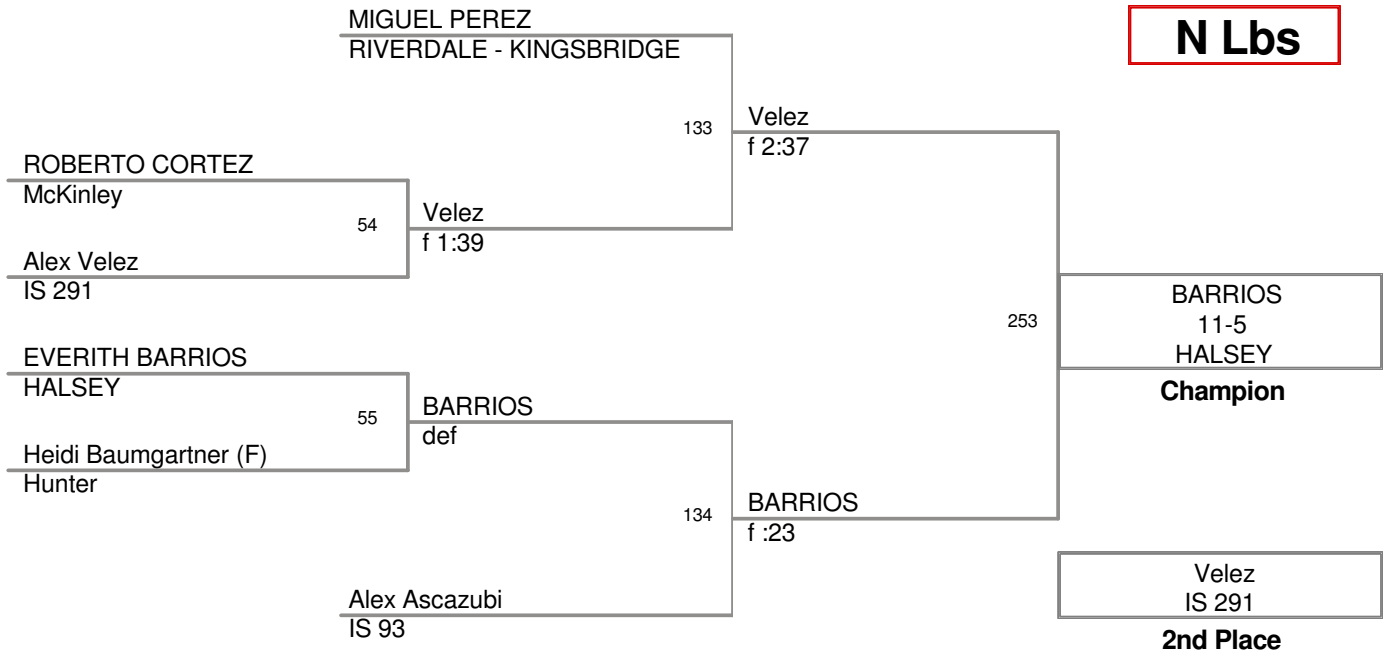 MIGUEL PEREZ
RIVERDALE - KINGSBRIDGE
N Lbs
133
Velez
f 2:37
ROBERTO CORTEZ
McKinley
54
Velez
f 1:39
Alex Velez
IS 291
253
BARRIOS
11-5
HALSEY
Champion
EVERITH BARRIOS
HALSEY
55
BARRIOS
def
Heidi Baumgartner (F)
Hunter
134
BARRIOS
f :23
Alex Ascazubi
IS 93
Velez
IS 291
2nd Place